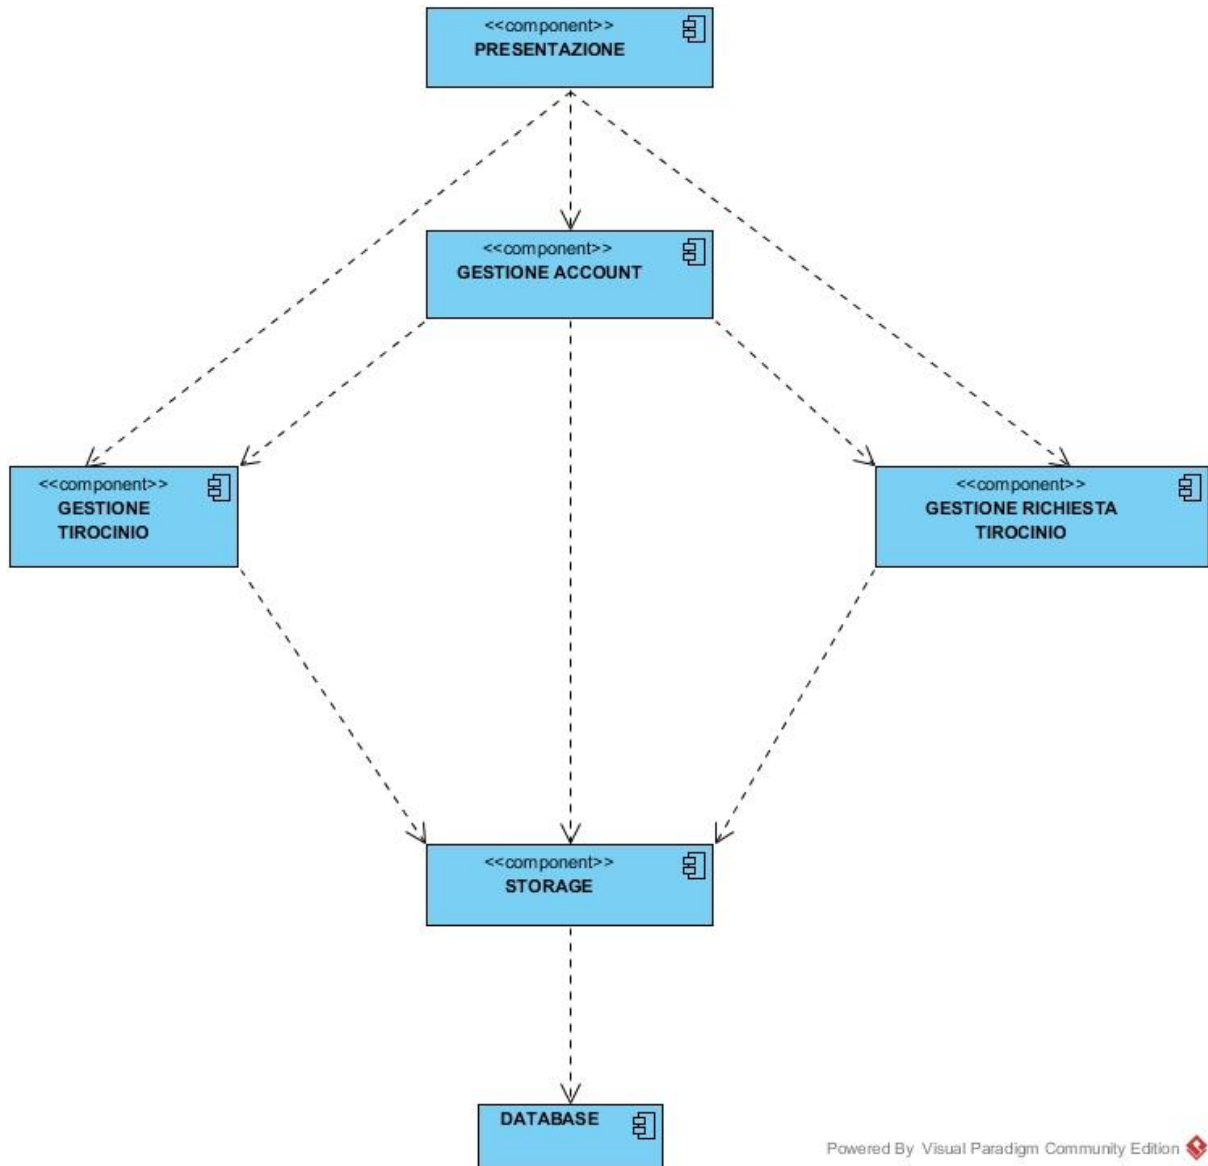 <<component>>
PRESENTAZIONE
<<component>>
GESTIONE ACCOUNT
<<component>>
GESTIONE
TIROCINIO
<<component>>
GESTIONE RICHIESTA
TIROCINIO
<<component>>
STORAGE
DATABASE
Powered By Visual Paradigm Community Edition